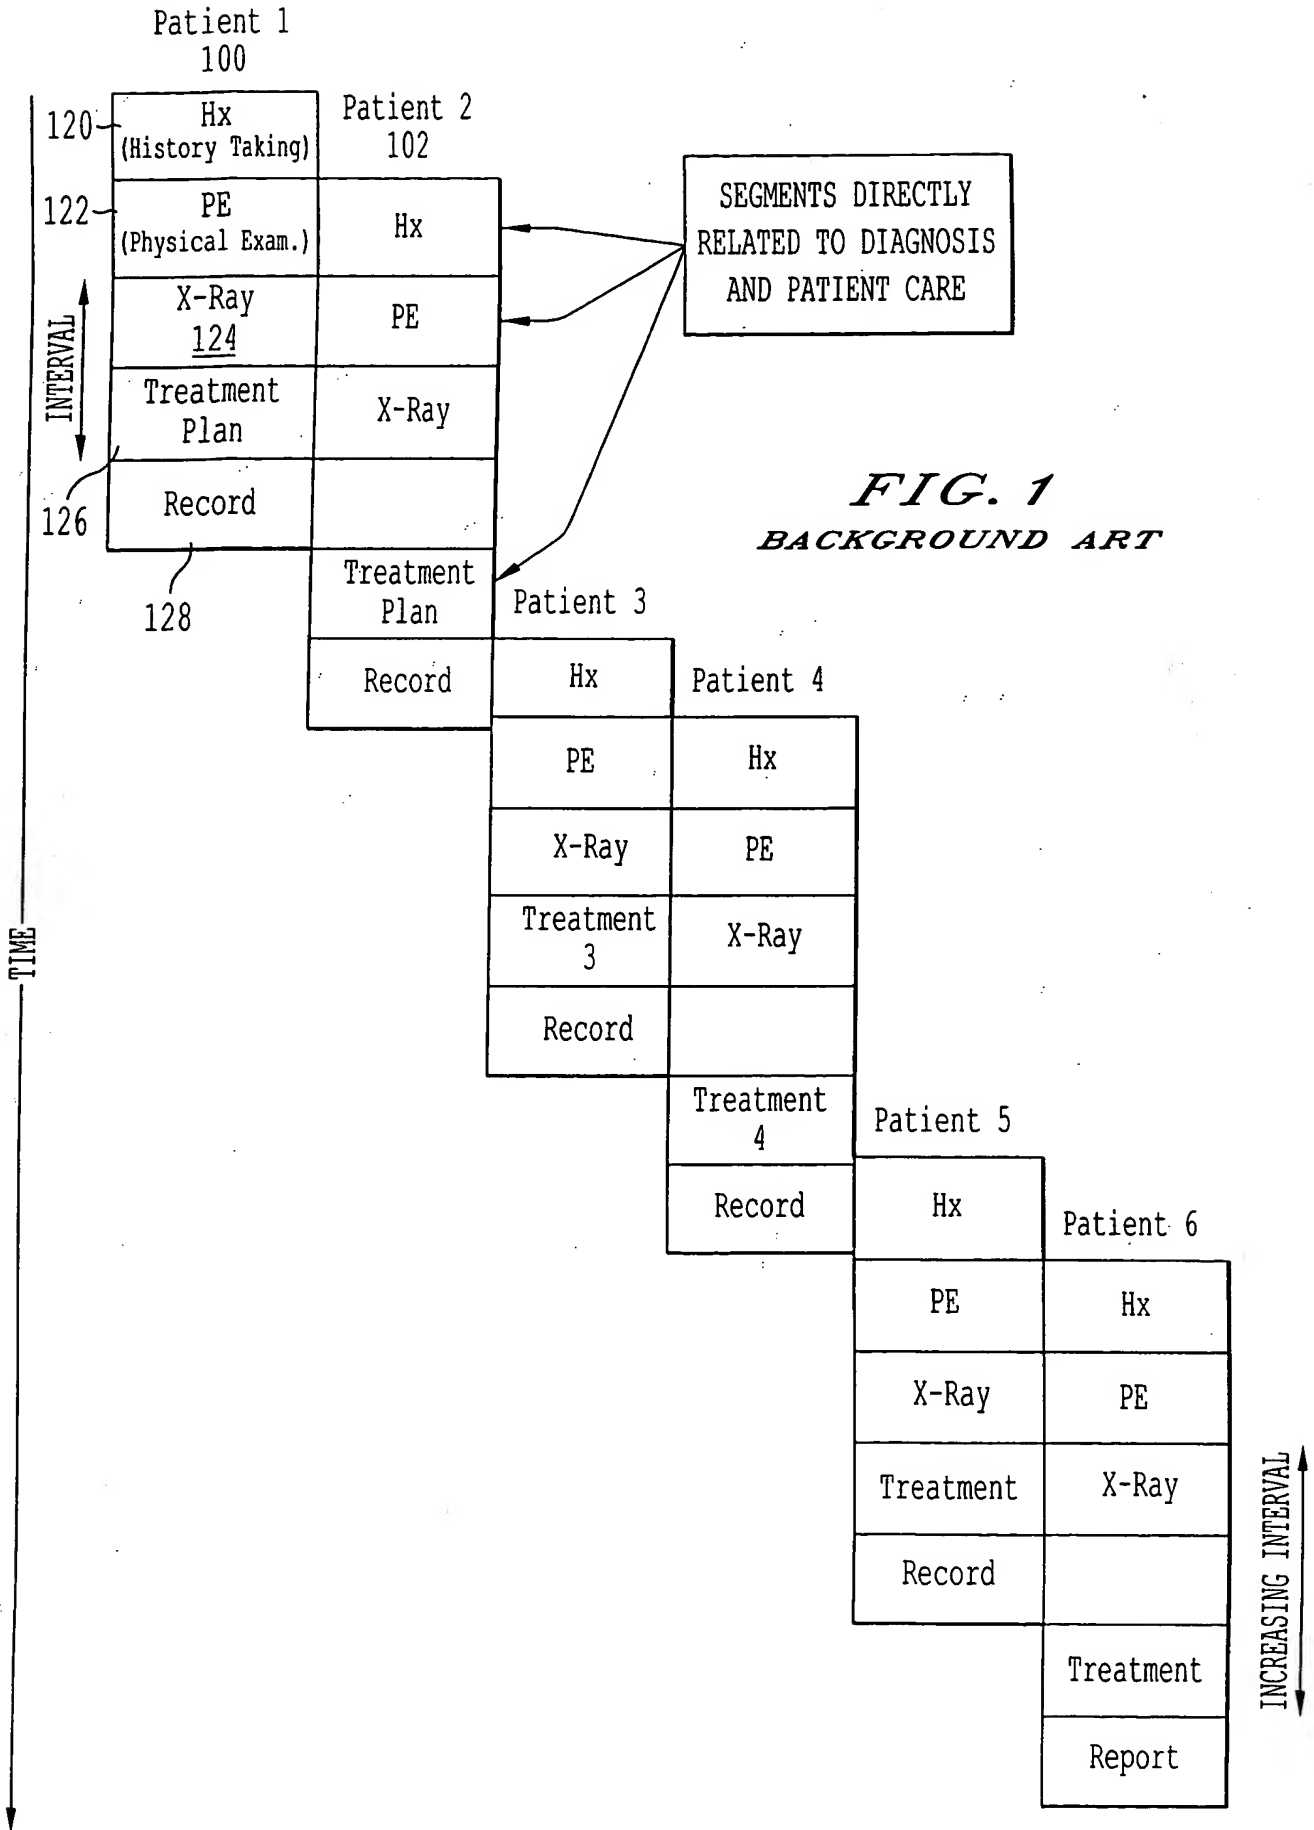 Patient 1
100
120
Hx
(History Taking)
Patient 2
102
122
PE
(Physical Exam.)
Hx
SEGMENTS DIRECTLY
RELATED TO DIAGNOSIS
AND PATIENT CARE
INTERVAL
X-Ray
124
PE
Treatment
Plan
X-Ray
126
Record
128
FIG. 1
BACKGROUND ART
Treatment
Plan
Patient 3
Record
Hx
Patient 4
PE
Hx
X-Ray
PE
TIME
Treatment
3
X-Ray
Record
Treatment
4
Patient 5
Record
Hx
Patient 6
PE
Hx
X-Ray
PE
Treatment
X-Ray
Record
INCREASING INTERVAL
Treatment
Report